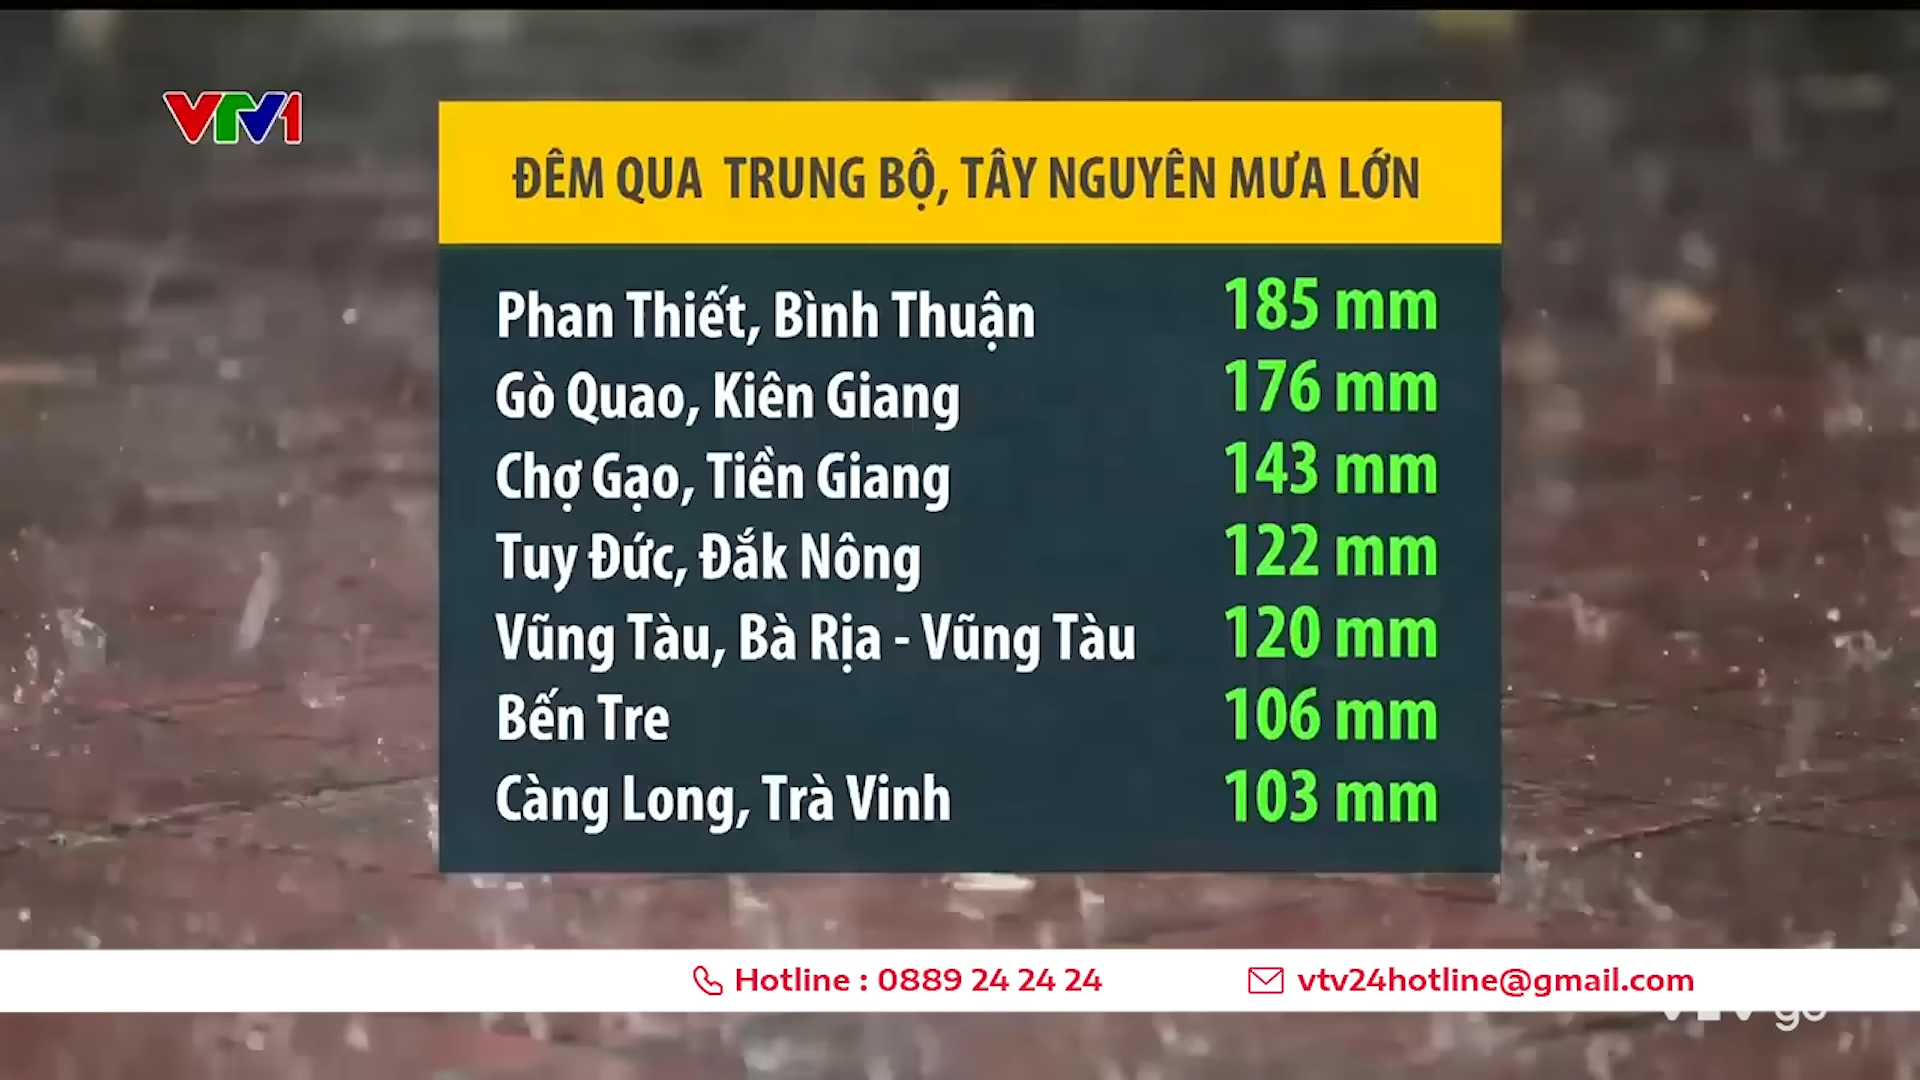 VTV1
ĐÊM QUA TRUNG BỘ, TÂY NGUYÊN MƯA LỚN
Phan Thiết, Bình Thuận 185 mm
Gò Quao, Kiên Giang 176 mm
Chợ Gạo, Tiền Giang 143 mm
Tuy Đức, Đắk Nông 122 mm
Vũng Tàu, Bà Rịa - Vũng Tàu 120 mm
Bến Tre 106 mm
Càng Long, Trà Vinh 103 mm
Hotline : 0889 24 24 24 vtv24hotline@gmail.com
go